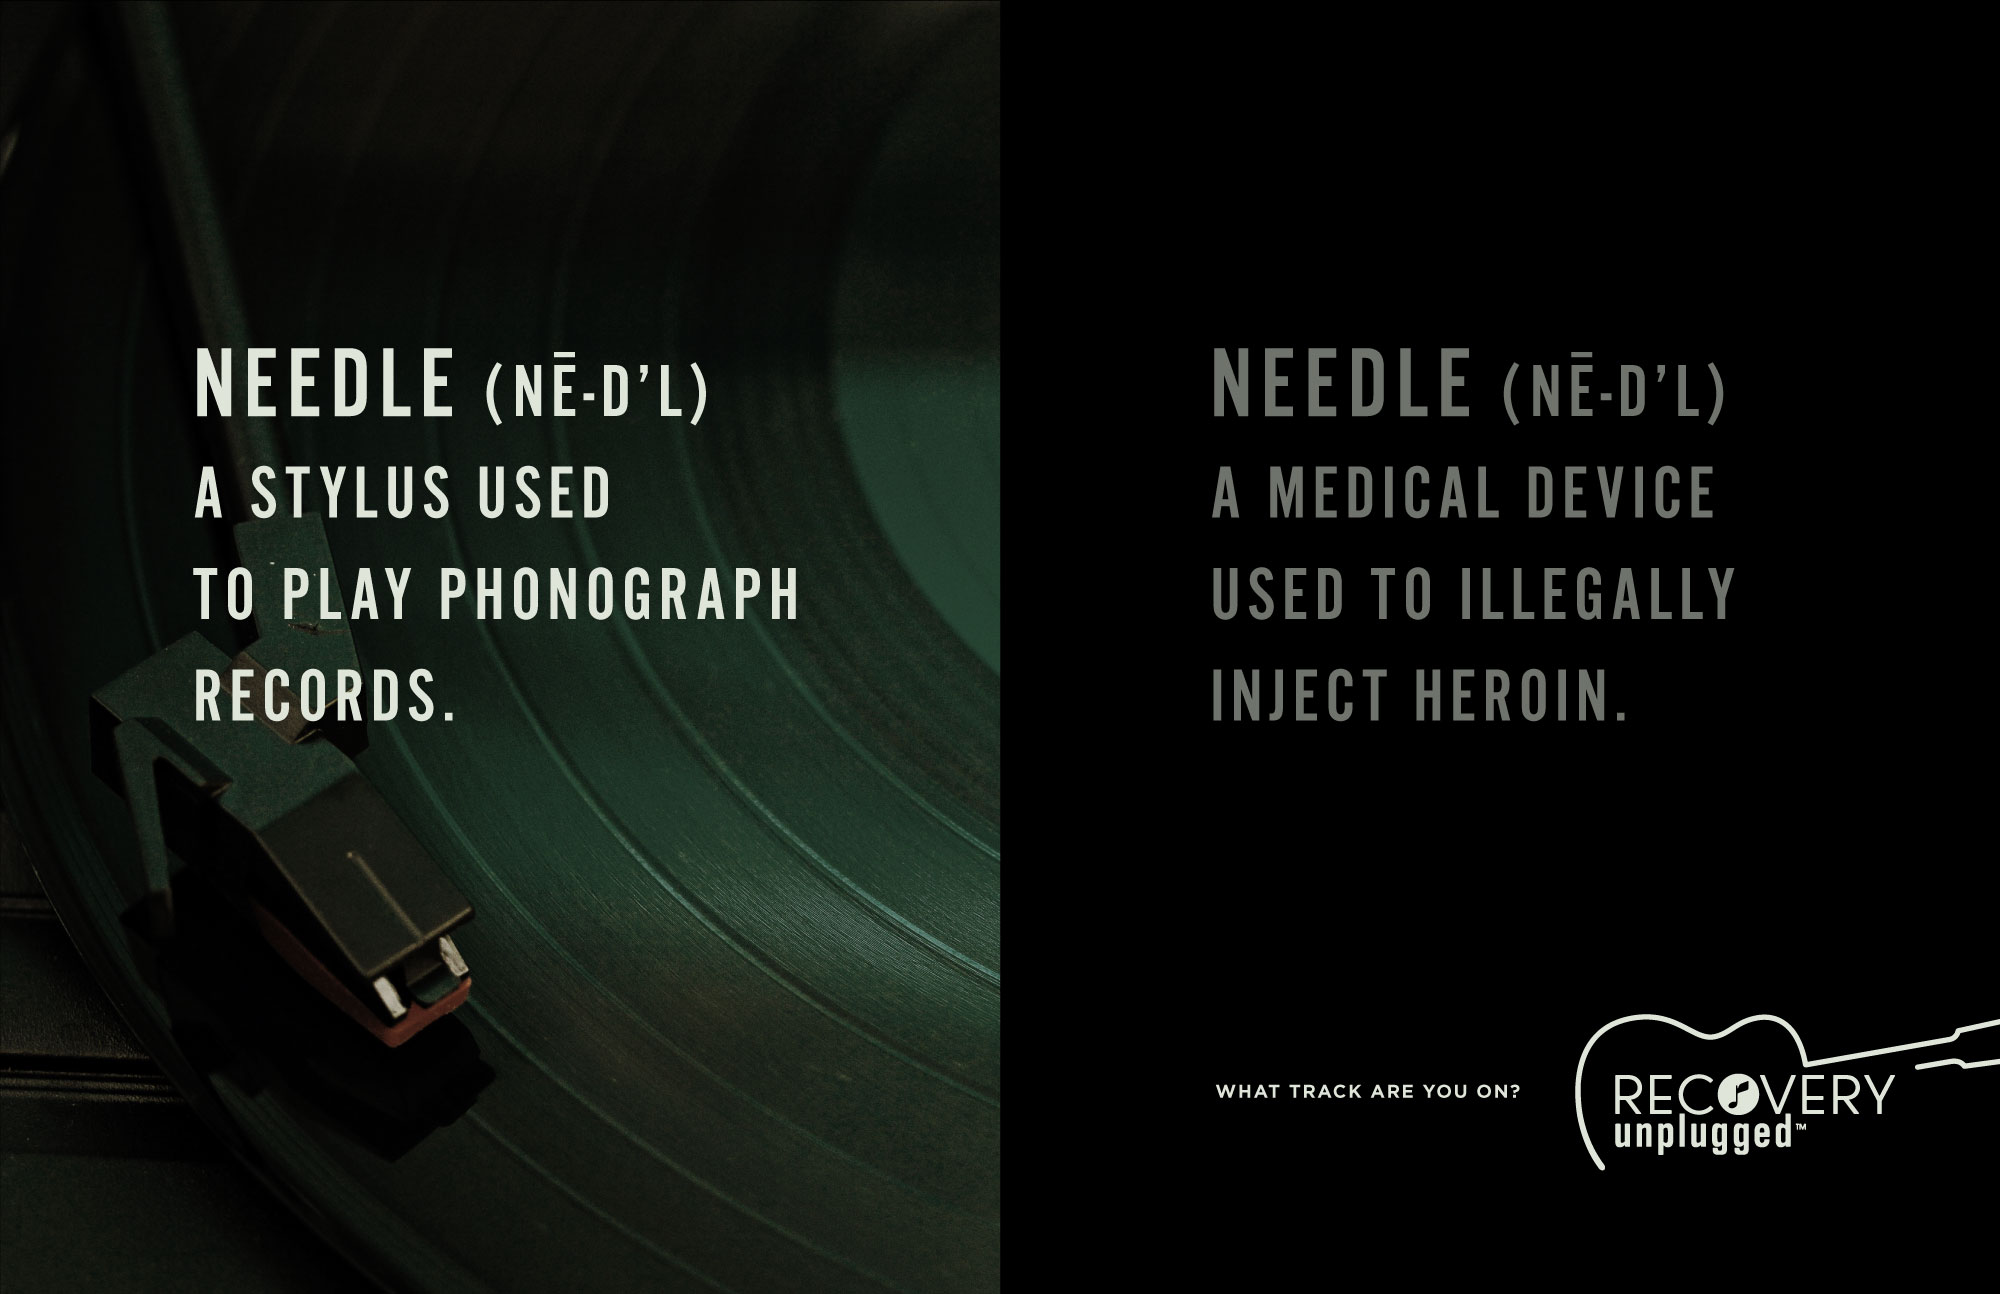 NEEDLE (NĒ-D’L)
A STYLUS USED
TO PLAY PHONOGRAPH
RECORDS.
NEEDLE (NĒ-D’L)
A MEDICAL DEVICE
USED TO ILLEGALLY
INJECT HEROIN.
WHAT TRACK ARE YOU ON?
RECOVERY
unplugged™